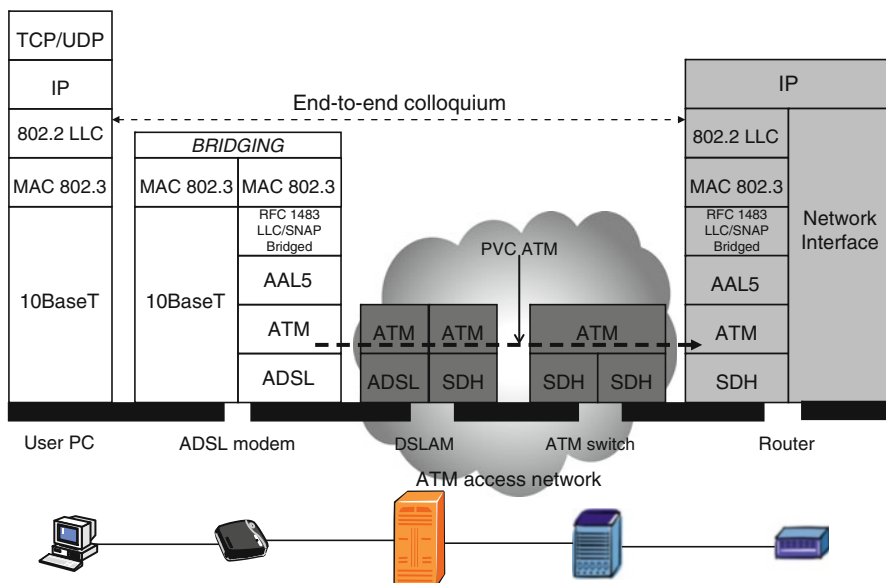 TCP/UDP
IP
802.2 LLC
MAC 802.3
10BaseT
End-to-end colloquium
BRIDGING
MAC 802.3
MAC 802.3
10BaseT
RFC 1483
LLC/SNAP
Bridged
AAL5
ATM
ADSL
PVC ATM
ATM
ATM
ADSL
SDH
ATM
SDH
SDH
IP
802.2 LLC
MAC 802.3
RFC 1483
LLC/SNAP
Bridged
AAL5
ATM
SDH
Network
Interface
User PC
ADSL modem
DSLAM
ATM switch
Router
ATM access network